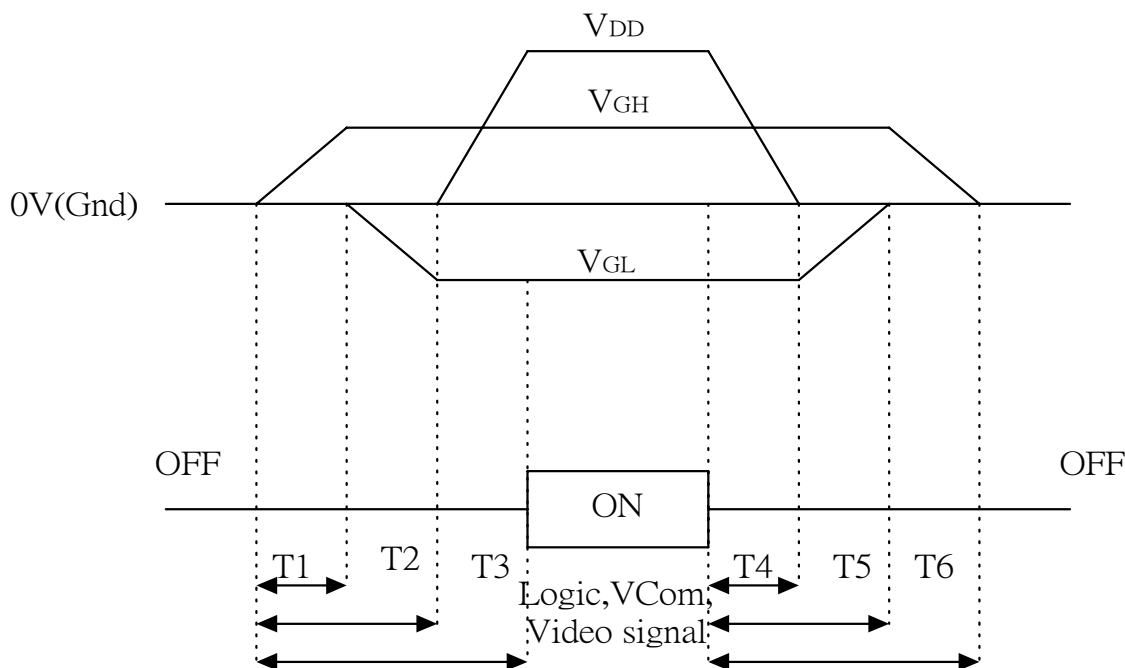 VDD
VGH
0V(Gnd)
VGL
OFF
OFF
ON
T1
T2
T3
T4
T5
T6
Logic,VCom,
Video signal